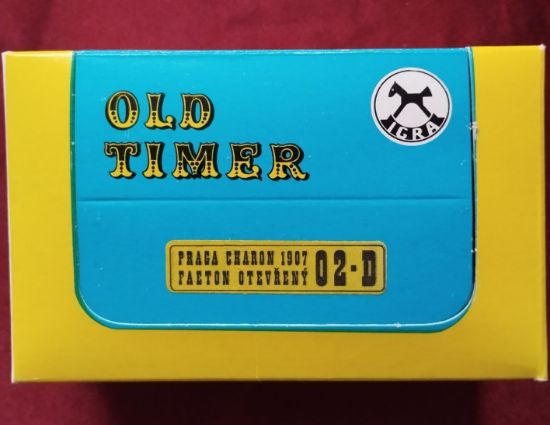 OLD
TIMER
IGRA
PRAGA CHARON 1907
FAETON OTEVŘENÝ
02-D